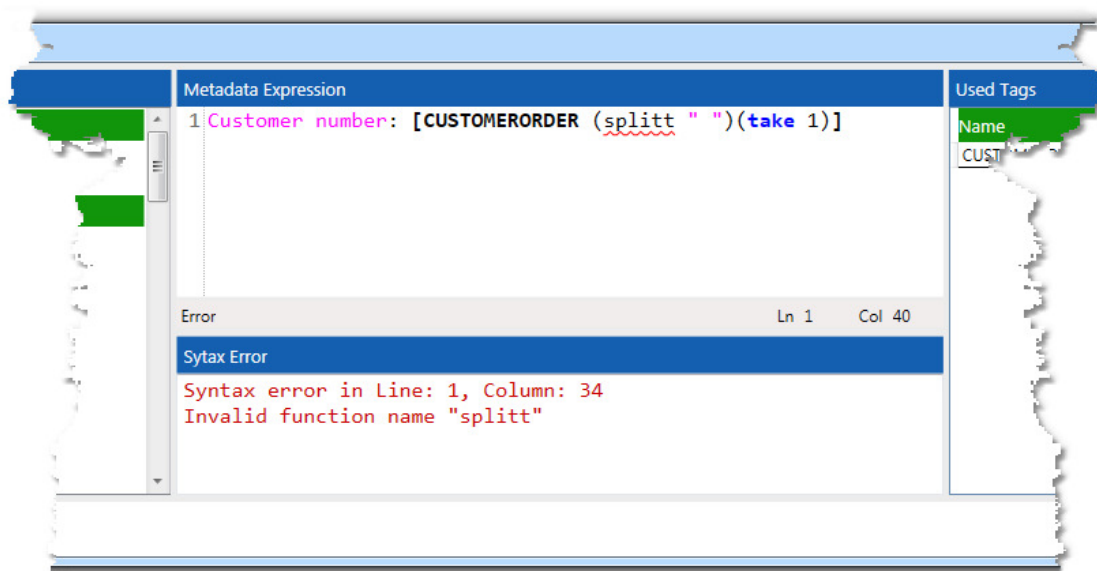 Metadata Expression
Used Tags
1 Customer number: [CUSTOMERORDER (splitt " ")(take 1)]
Name
Error
Ln 1 Col 40
Sytax Error
Syntax error in Line: 1, Column: 34
Invalid function name "splitt"